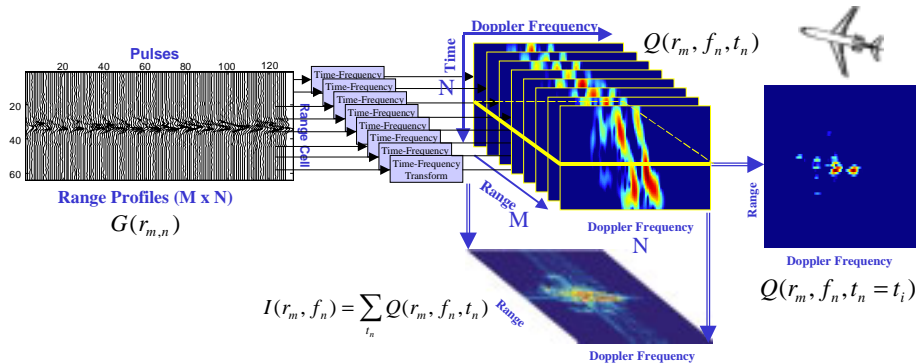 Pulses
20 40 60 80 100 120
20
40
60
Range Cell
Range Profiles (M x N)
G(r_{m,n})
Time-Frequency
Time-Frequency
Time-Frequency
Time-Frequency
Time-Frequency
Time-Frequency
Time-Frequency
Time-Frequency
Transform
Doppler Frequency
Time
N
Q(r_m, f_n, t_n)
Range
M
Doppler Frequency
N
Range
Doppler Frequency
Q(r_m, f_n, t_n = t_i)
I(r_m, f_n) = \sum_{t_n} Q(r_m, f_n, t_n)
Range
Doppler Frequency